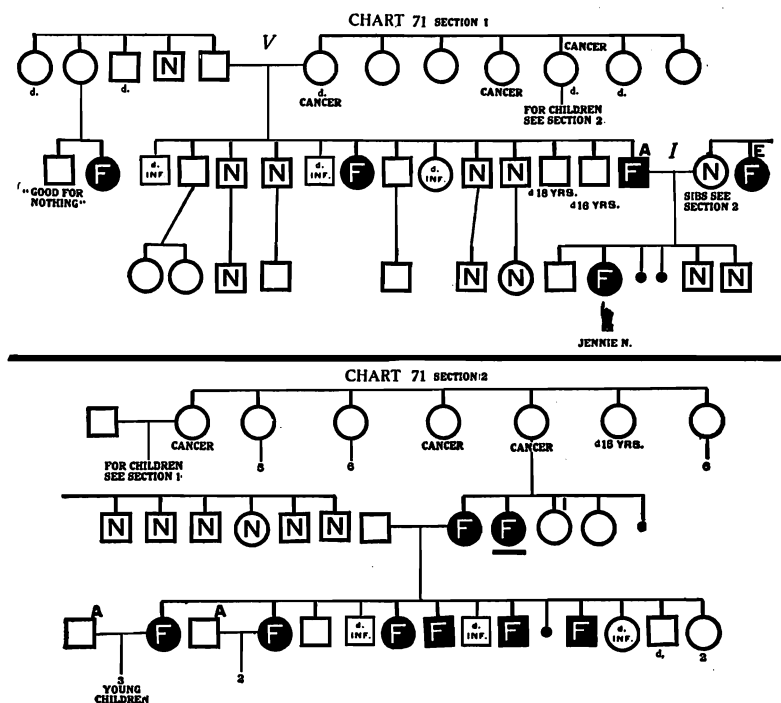 CHART 71 SECTION 1
V
CANCER
N
d.
d.
d.
CANCER
CANCER
d.
d.
FOR CHILDREN
SEE SECTION 2.
A
I
E
F
d.
INF.
N
N
d.
INF.
F
d.
INF.
N
N
F
N
F
"GOOD FOR
NOTHING"
d 18 YRS.
d 16 YRS.
SIBS SEE
SECTION 2
N
N
N
F
N
N
JENNIE N.
CHART 71 SECTION 2
CANCER
CANCER
CANCER
d 16 YRS.
5
6
6
FOR CHILDREN
SEE SECTION 1.
I
N
N
N
N
N
N
F
F
A
A
F
F
d.
INF.
F
F
d.
INF.
F
F
d.
INF.
d.
2
3
2
YOUNG
CHILDREN